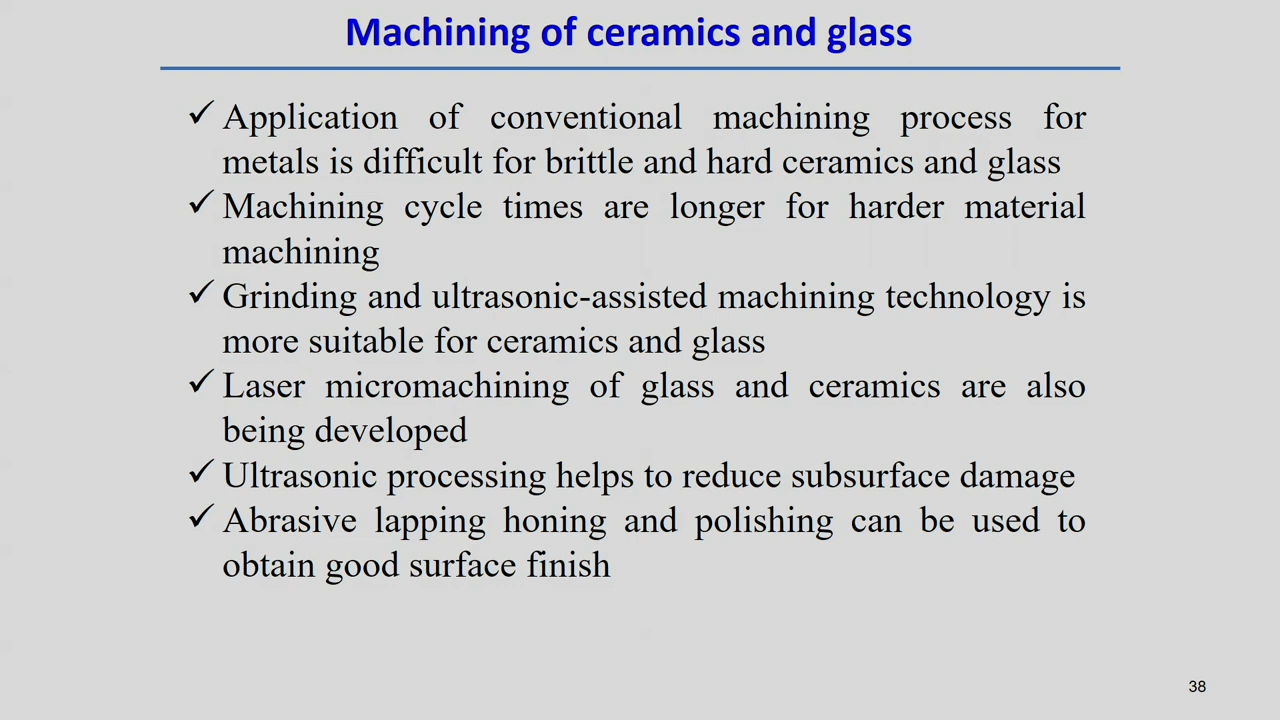 Machining of ceramics and glass
✓ Application of conventional machining process for
metals is difficult for brittle and hard ceramics and glass
✓ Machining cycle times are longer for harder material
machining
✓ Grinding and ultrasonic-assisted machining technology is
more suitable for ceramics and glass
✓ Laser micromachining of glass and ceramics are also
being developed
✓ Ultrasonic processing helps to reduce subsurface damage
✓ Abrasive lapping honing and polishing can be used to
obtain good surface finish
38